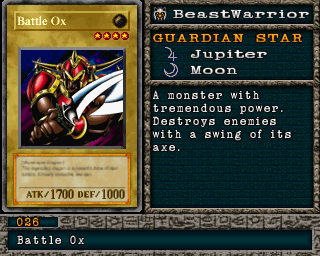 Battle Ox
ATK/1700 DEF/1000
BeastWarrior
GUARDIAN STAR
Jupiter
Moon
A monster with
tremendous power.
Destroys enemies
with a swing of its
axe.
026
Battle Ox